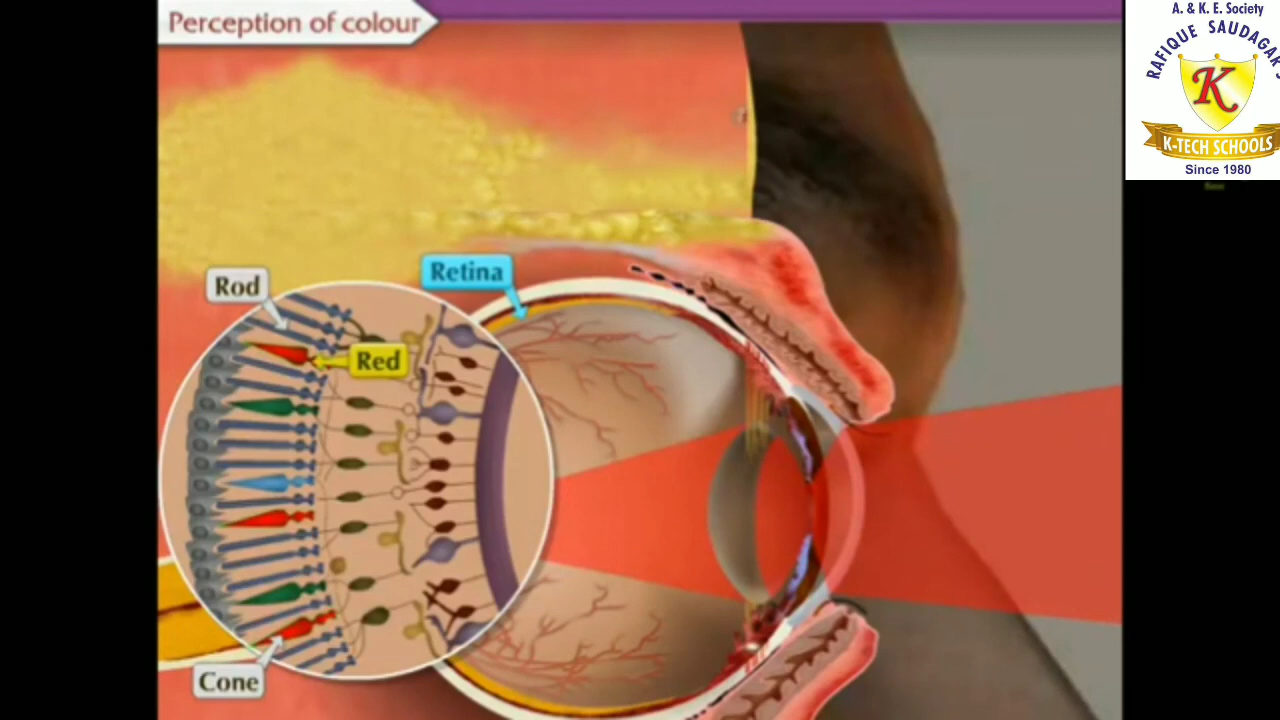 Perception of colour
A. & K. E. Society
RAFIQUE SAUDAGAR'S
K
K-TECH SCHOOLS
Since 1980
Retina
Rod
Red
Cone